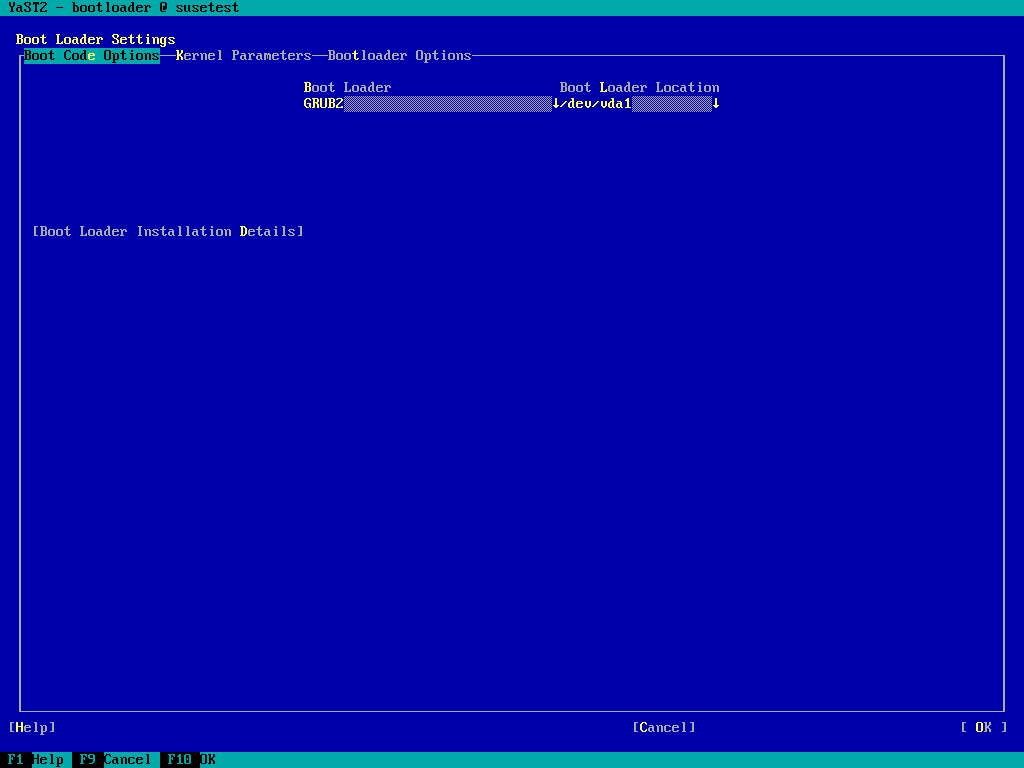 YaST2 - bootloader @ susetest
Boot Loader Settings
Boot Code Options Kernel Parameters Bootloader Options
Boot Loader Boot Loader Location
GRUB2 ↓ /dev/vda1 ↓
[Boot Loader Installation Details]
[Help] [Cancel] [ OK ]
F1 Help F9 Cancel F10 OK